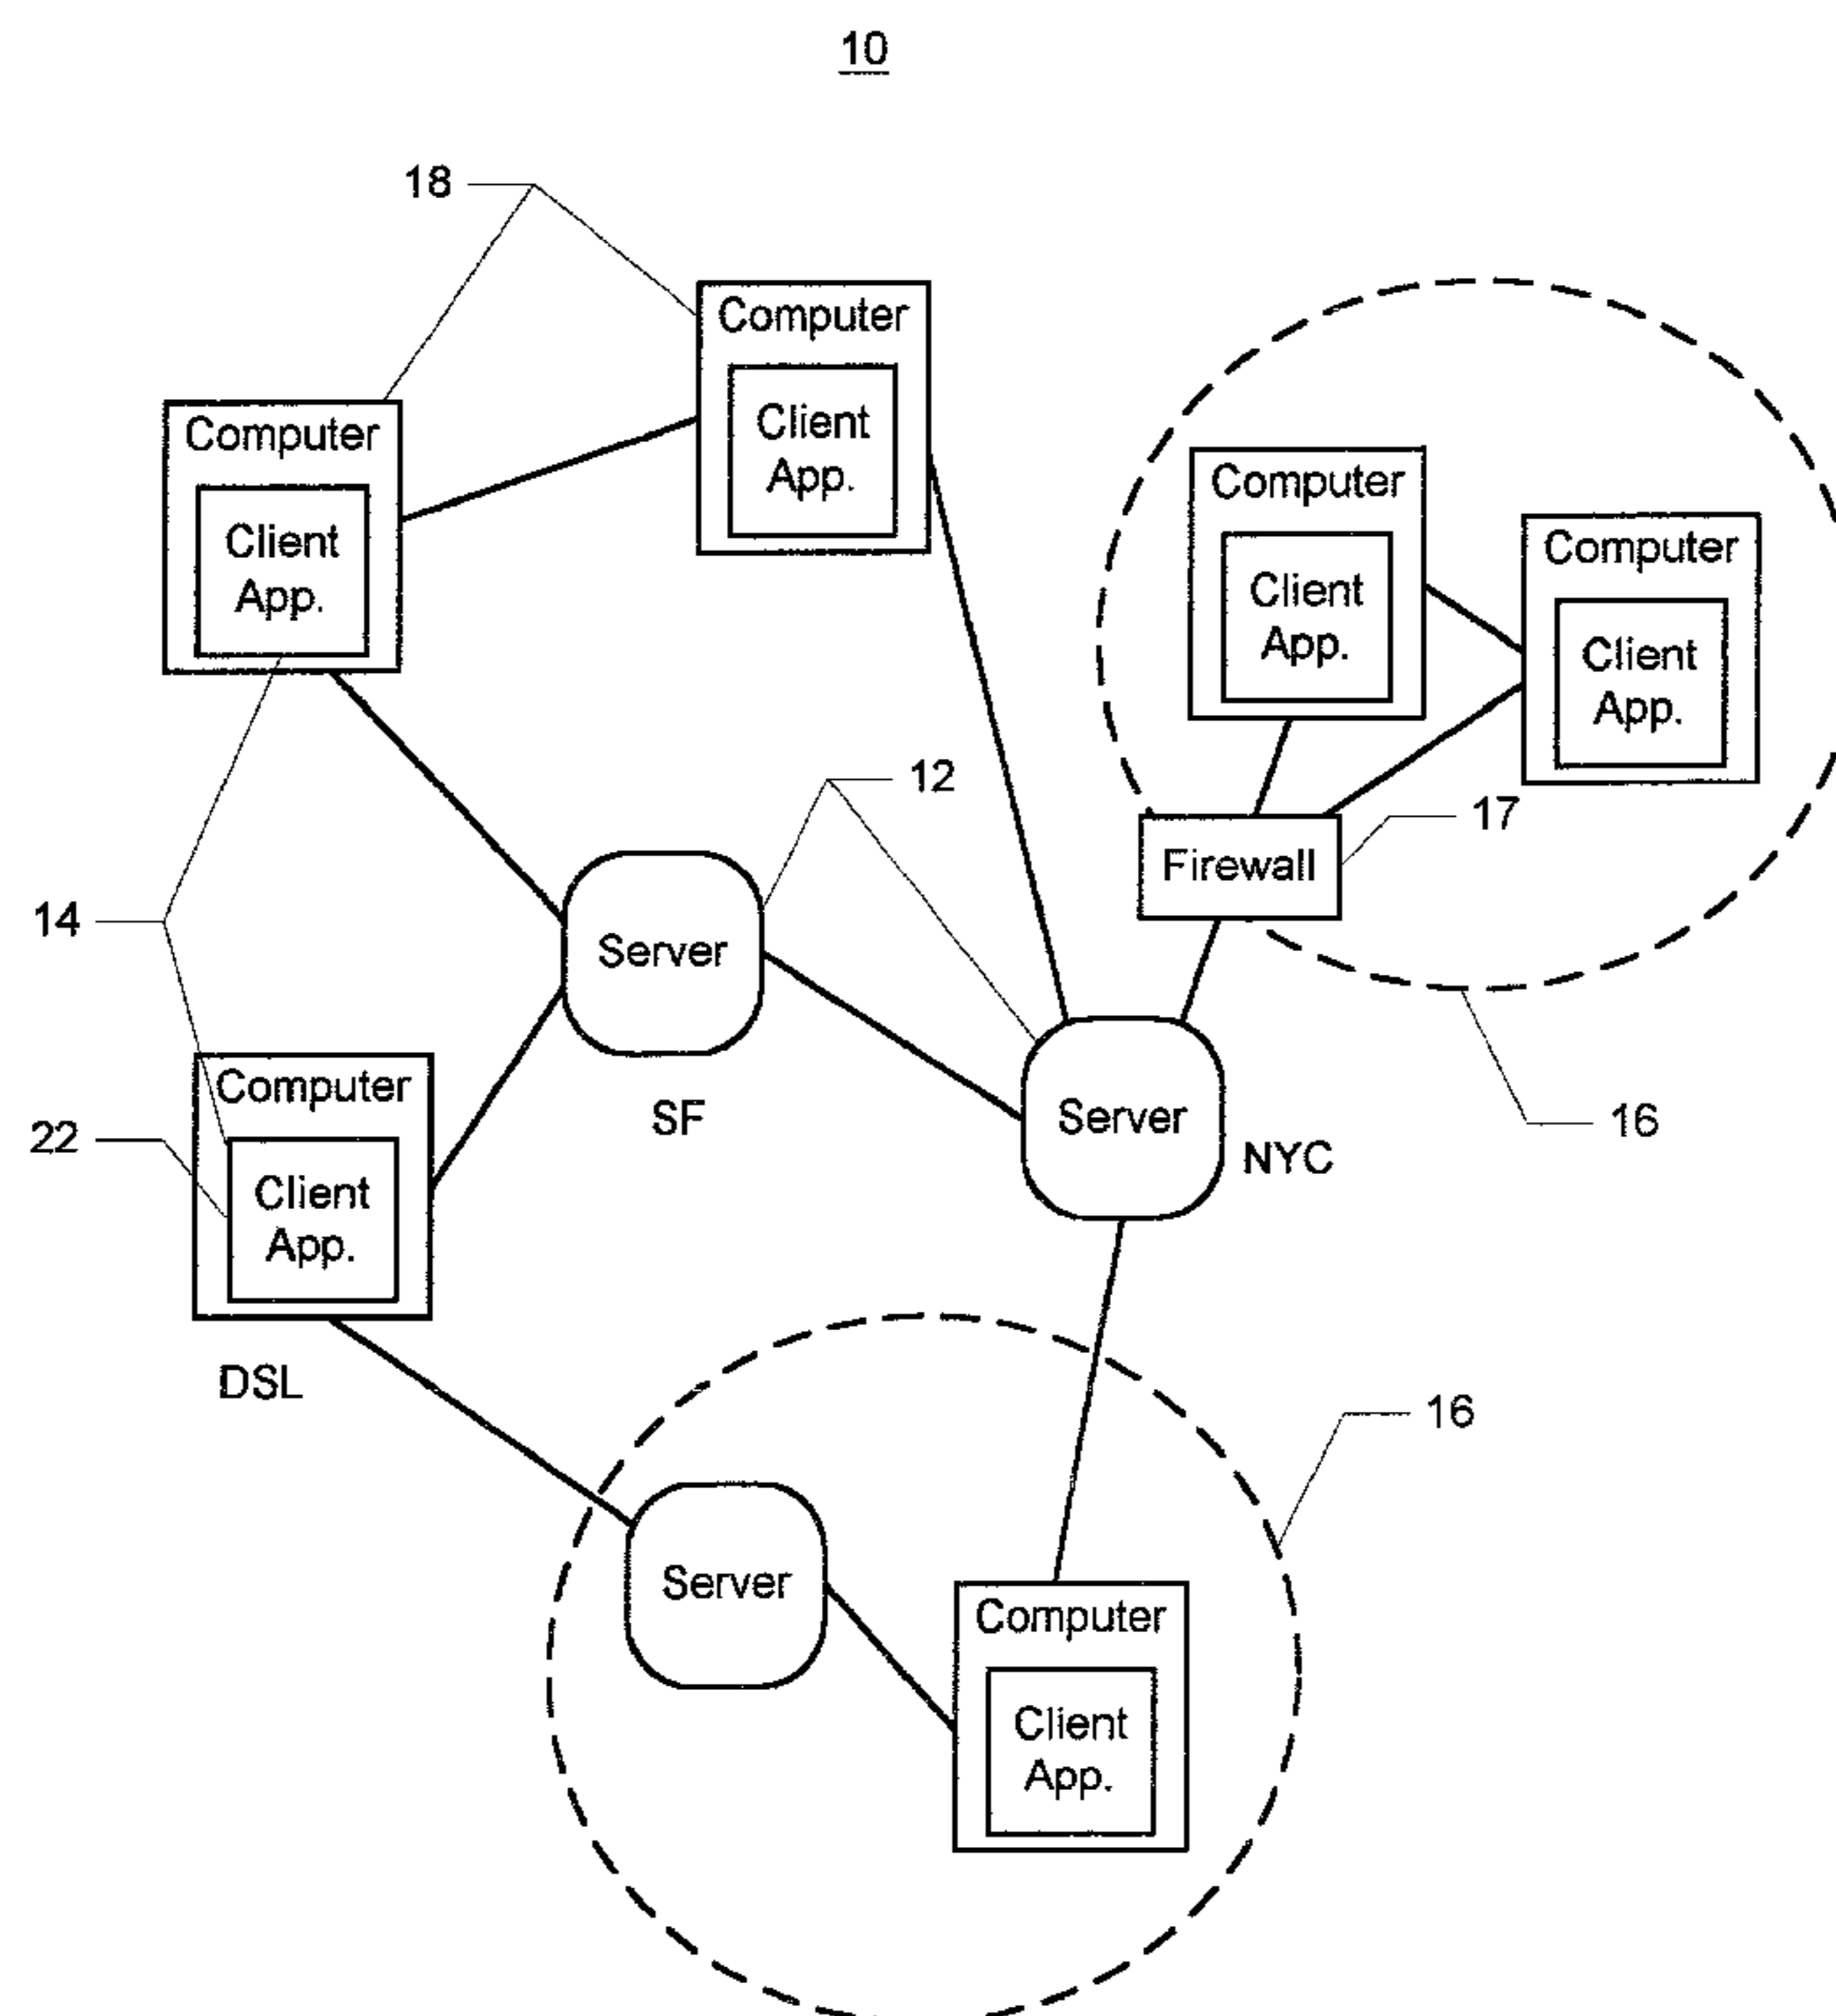 10
18
Computer
Client
App.
Computer
Client
App.
Computer
Client
App.
Computer
Client
App.
12
17
Firewall
14
Server
SF
Server
NYC
16
Computer
22
Client
App.
DSL
16
Server
Computer
Client
App.